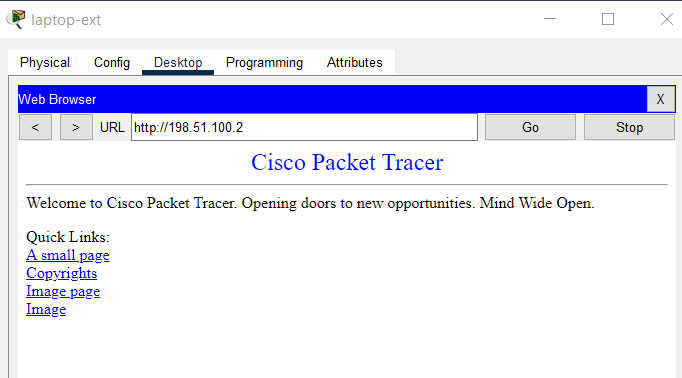 laptop-ext
Physical Config Desktop Programming Attributes
Web Browser X
< > URL http://198.51.100.2 Go Stop
Cisco Packet Tracer
Welcome to Cisco Packet Tracer. Opening doors to new opportunities. Mind Wide Open.
Quick Links:
A small page
Copyrights
Image page
Image